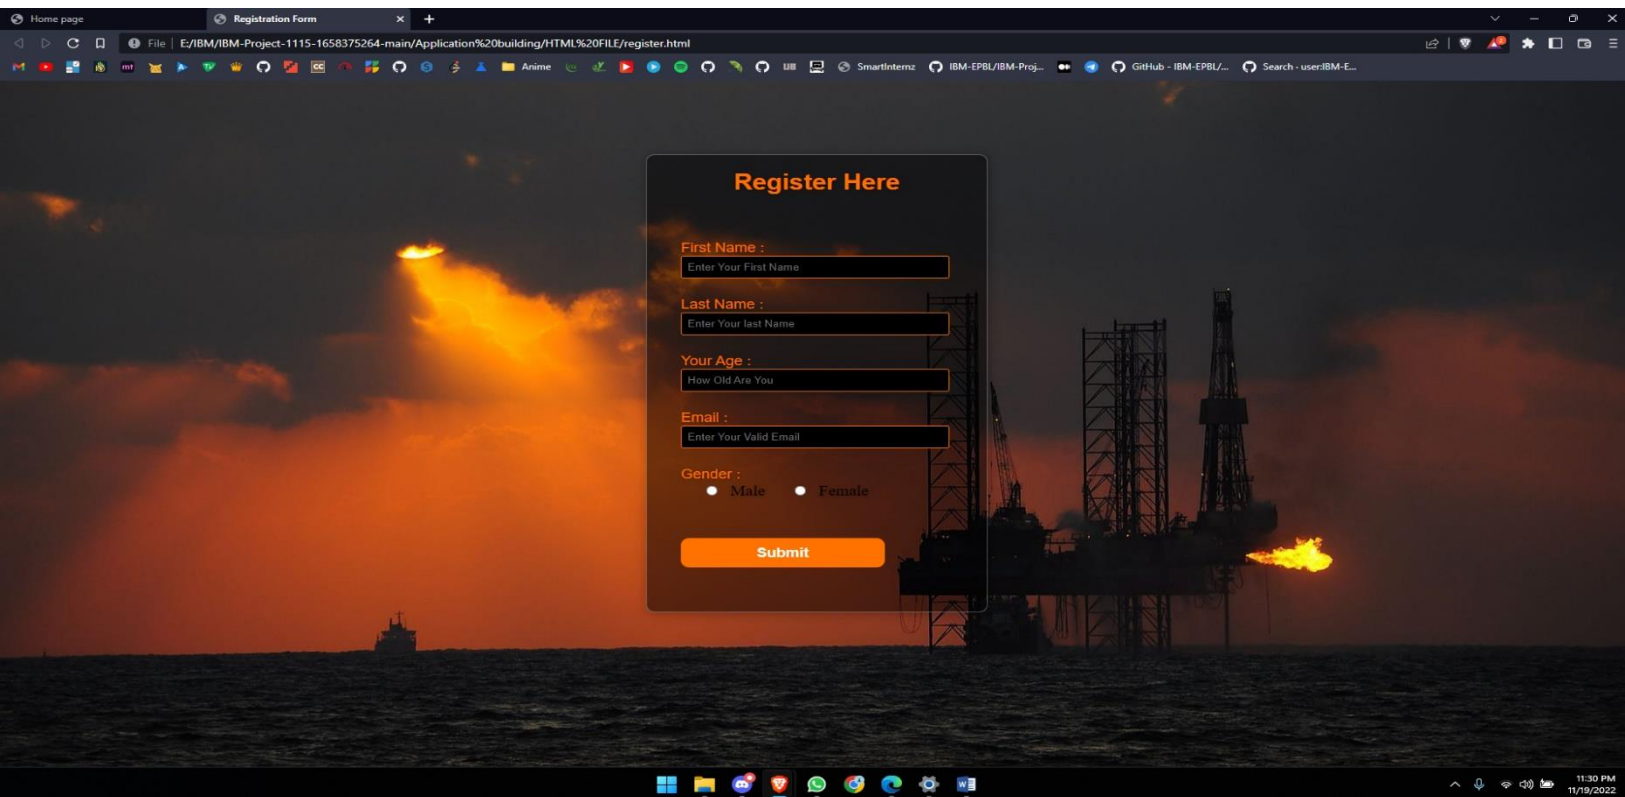 Home page
Registration Form
File | E:/IBM/IBM-Project-1115-1658375264-main/Application%20building/HTML%20FILE/register.html
mt
CC
Anime
SmartInternz
IBM-EPBL/IBM-Proj...
GitHub - IBM-EPBL/...
Search · user:IBM-E...
Register Here
First Name :
Enter Your First Name
Last Name :
Enter Your last Name
Your Age :
How Old Are You
Email :
Enter Your Valid Email
Gender :
Male Female
Submit
11:30 PM
11/19/2022